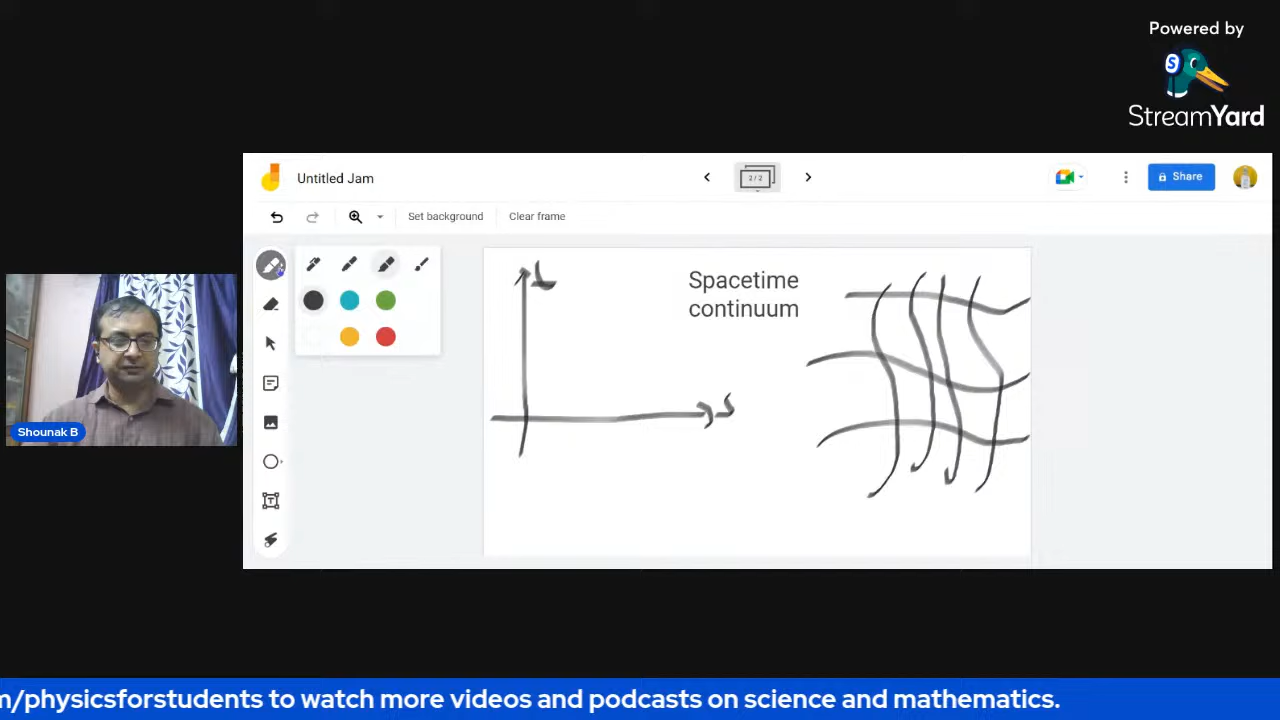 Powered by
S
StreamYard
Untitled Jam
2 / 2
Share
Set background
Clear frame
t
Spacetime
continuum
s
T
Shounak B
m/physicsforstudents to watch more videos and podcasts on science and mathematics.